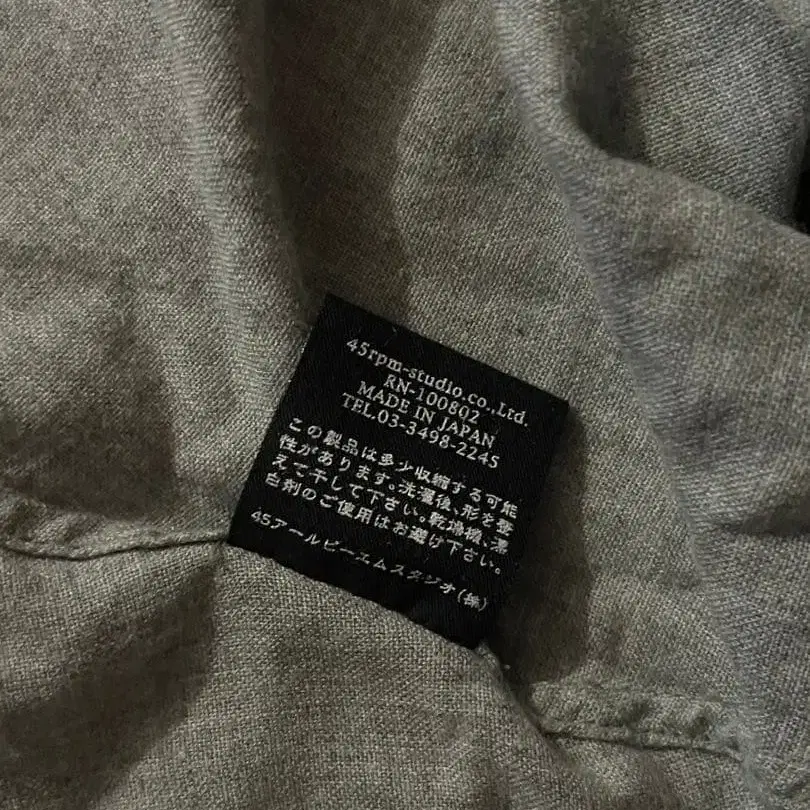 45rpm-studio.co.,Ltd.
RN-100802
MADE IN JAPAN
TEL.03-3498-2245
この製品は多少収縮する可能
性があります。洗濯後、形を整
えて干して下さい。乾燥機、漂
白剤のご使用はお避け下さい。
45アールピーエムスタジオ(株)